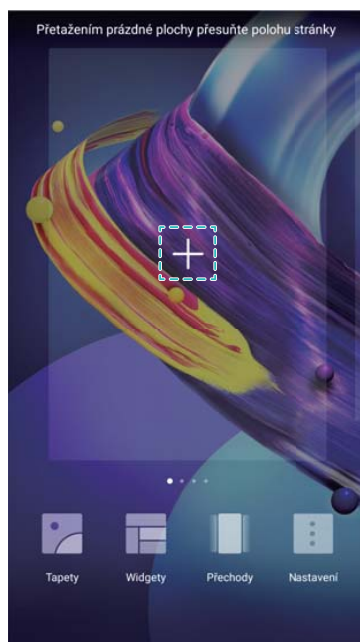 Přetažením prázdné plochy přesuňte polohu stránky
Tapety
Widgety
Přechody
Nastavení